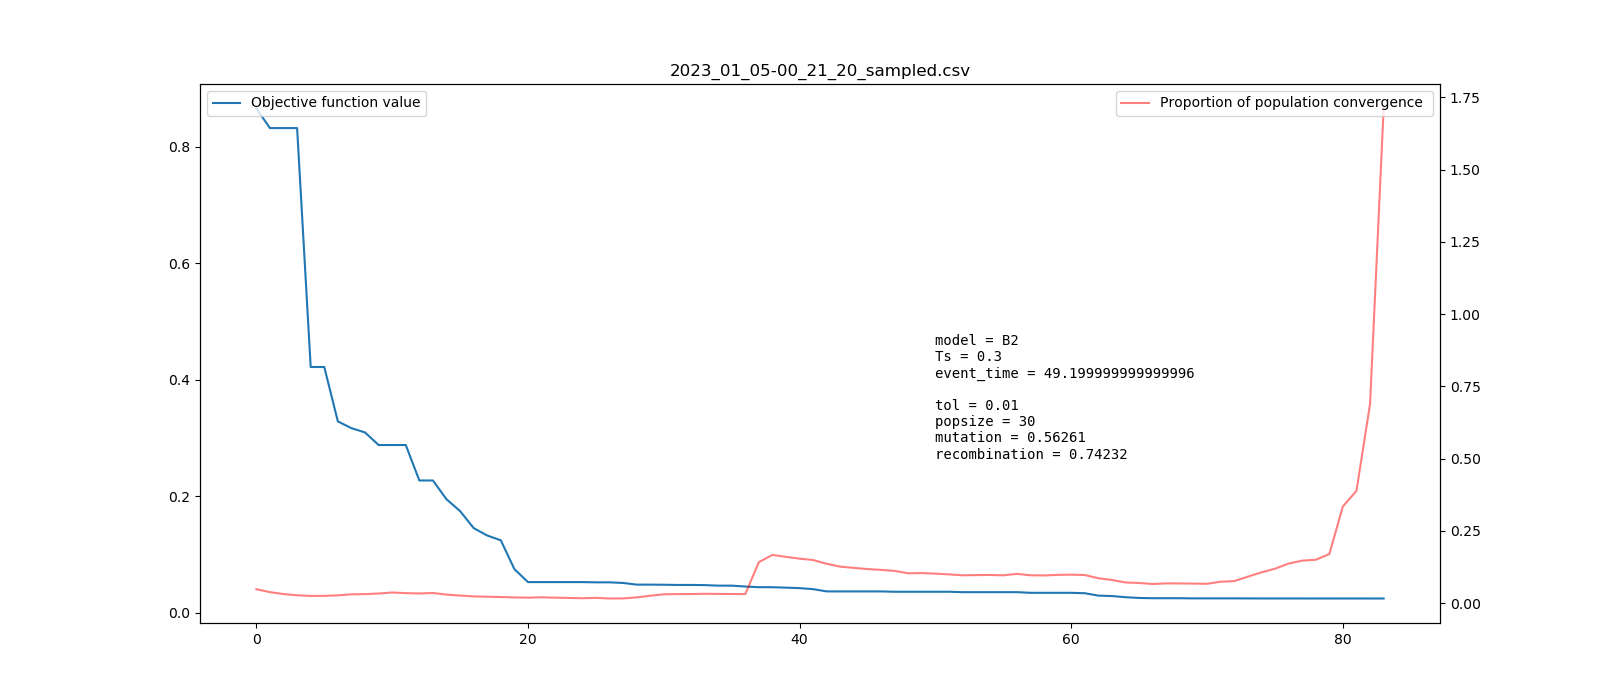 2023_01_05-00_21_20_sampled.csv
Objective function value
Proportion of population convergence
0.8
0.6
0.4
0.2
0.0
1.75
1.50
1.25
1.00
0.75
0.50
0.25
0.00
model = B2
Ts = 0.3
event_time = 49.199999999999996
tol = 0.01
popsize = 30
mutation = 0.56261
recombination = 0.74232
0
20
40
60
80